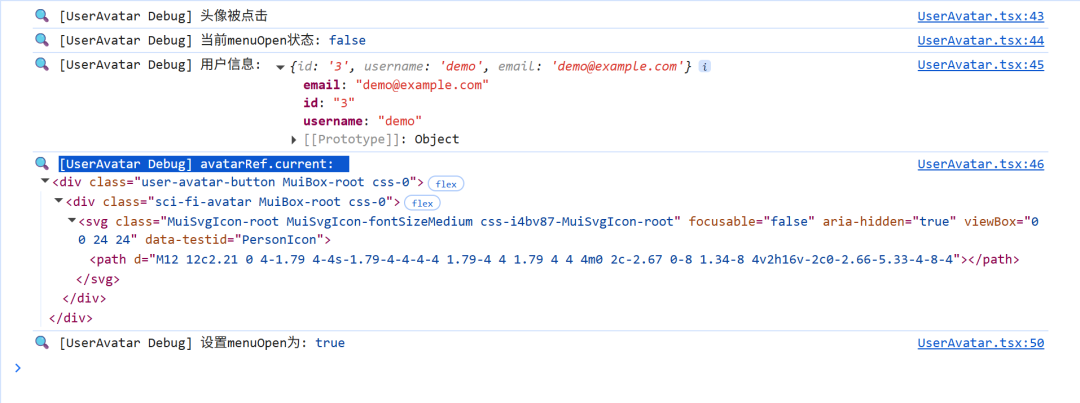 [UserAvatar Debug] 头像被点击 UserAvatar.tsx:43
[UserAvatar Debug] 当前menuOpen状态: false UserAvatar.tsx:44
[UserAvatar Debug] 用户信息: {id: '3', username: 'demo', email: 'demo@example.com'} i UserAvatar.tsx:45
email: "demo@example.com"
id: "3"
username: "demo"
[[Prototype]]: Object
[UserAvatar Debug] avatarRef.current: UserAvatar.tsx:46
<div class="user-avatar-button MuiBox-root css-0"> flex
<div class="sci-fi-avatar MuiBox-root css-0"> flex
<svg class="MuiSvgIcon-root MuiSvgIcon-fontSizeMedium css-i4bv87-MuiSvgIcon-root" focusable="false" aria-hidden="true" viewBox="0
0 24 24" data-testid="PersonIcon">
<path d="M12 12c2.21 0 4-1.79 4-4s-1.79-4-4-4-4 1.79-4 4 1.79 4 4 4m0 2c-2.67 0-8 1.34-8 4v2h16v-2c0-2.66-5.33-4-8-4"></path>
</svg>
</div>
</div>
[UserAvatar Debug] 设置menuOpen为: true UserAvatar.tsx:50